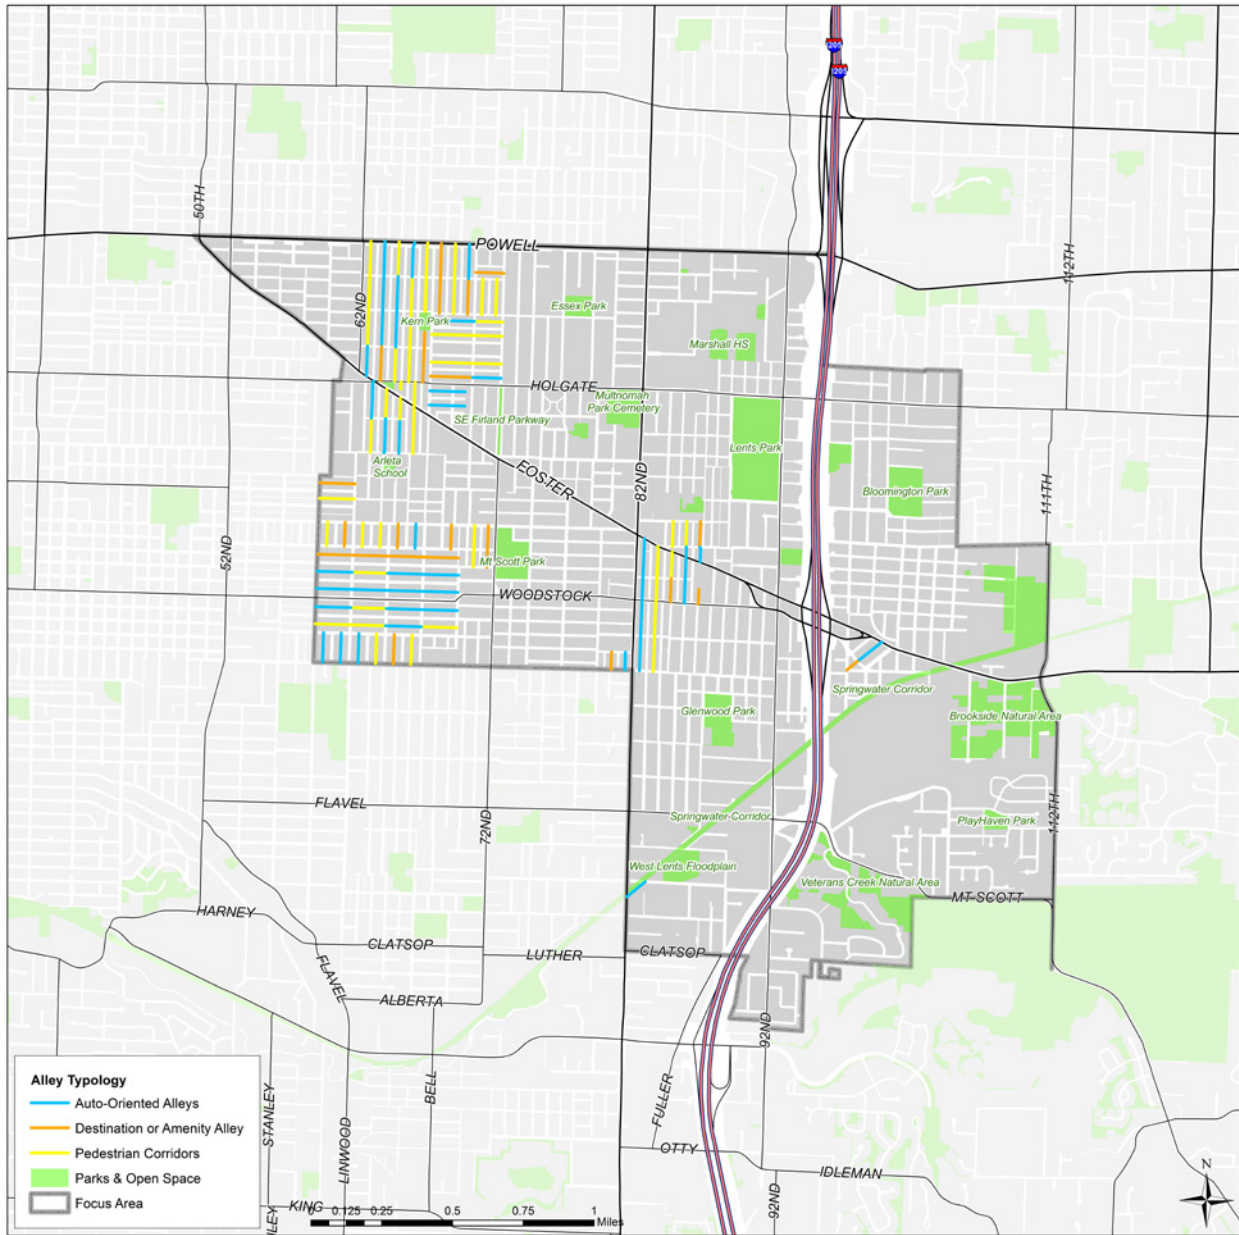 205
205
50TH
POWELL
112TH
62ND
Essex Park
Kern Park
Marshall HS
HOLGATE
Multnomah
Park Cemetery
SE Firland Parkway
Lents Park
Arleta
School
FOSTER
82ND
Bloomington Park
111TH
52ND
Mt Scott Park
WOODSTOCK
Springwater Corridor
Glenwood Park
Brookside Natural Area
FLAVEL
72ND
Springwater Corridor
PlayHaven Park
112TH
West Lents Floodplain
Veterans Creek Natural Area
MT SCOTT
HARNEY
CLATSOP
LUTHER
CLATSOP
FLAVEL
ALBERTA
92ND
Alley Typology
Auto-Oriented Alleys
Destination or Amenity Alley
Pedestrian Corridors
Parks & Open Space
Focus Area
STANLEY
LINWOOD
BELL
FULLER
OTTY
IDLEMAN
92ND
N
KING
0 0.125 0.25 0.5 0.75 1
Miles